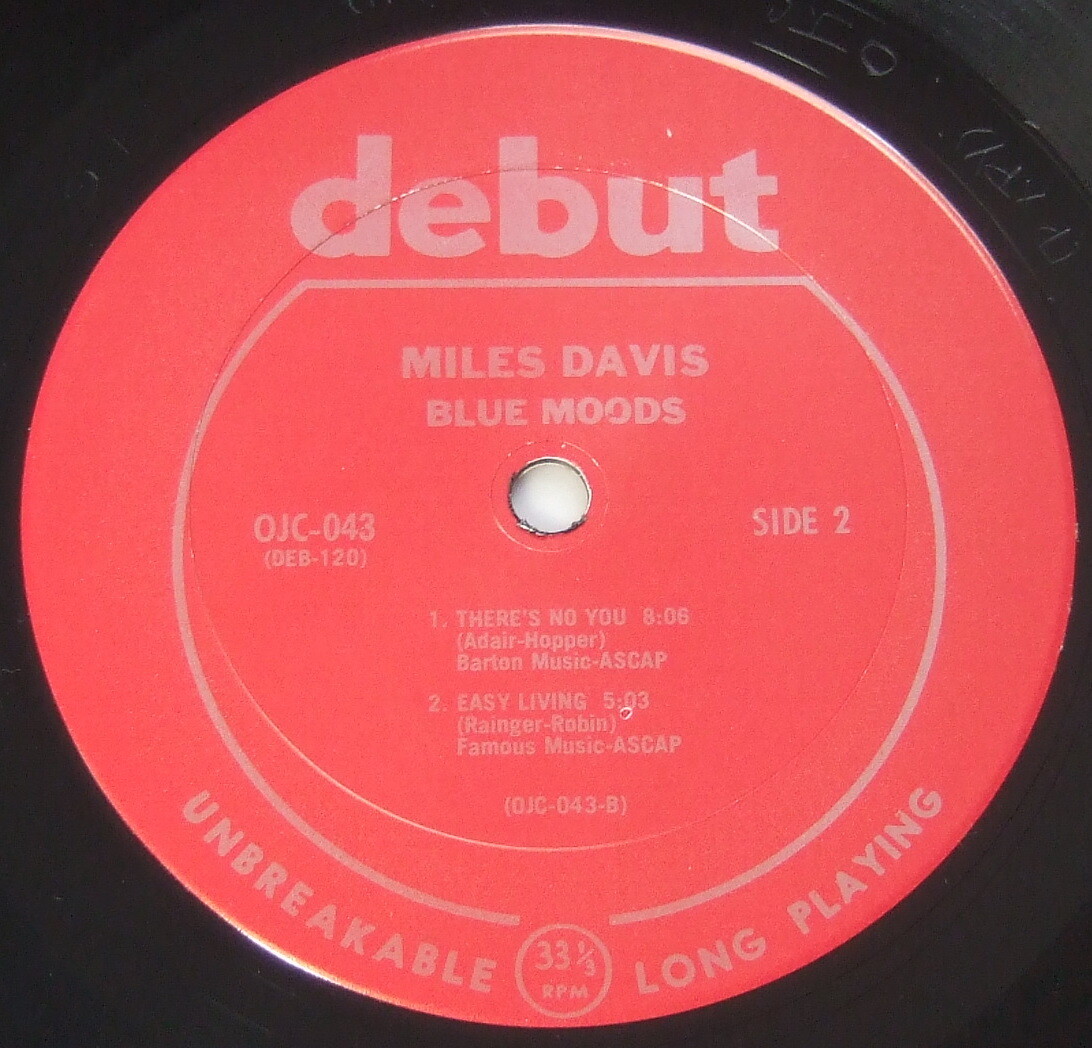 debut
MILES DAVIS
BLUE MOODS
OJC-043
(DEB-120)
SIDE 2
1. THERE'S NO YOU 8:06
(Adair-Hopper)
Barton Music-ASCAP
2. EASY LIVING 5:03
(Rainger-Robin)
Famous Music-ASCAP
(OJC-043-B)
UNBREAKABLE
33 1/3
RPM
LONG PLAYING